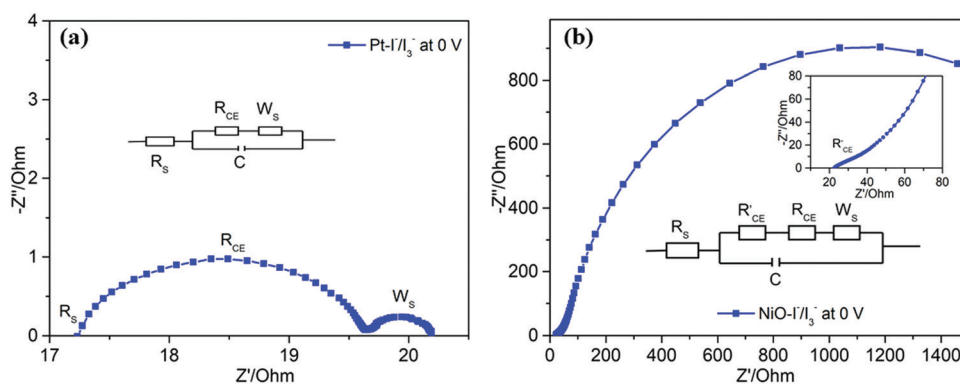 (a)
Pt-I⁻/I₃⁻ at 0 V
4
3
2
1
0
-Z"/Ohm
R_CE W_S
R_S
C
R_CE
R_S
W_S
17 18 19 20
Z'/Ohm
(b)
800
600
400
200
0
-Z"/Ohm
80
60
40
20
0
-Z"/Ohm
R'_CE
20 40 60 80
Z'/Ohm
R_S R'_CE R_CE W_S
C
NiO-I⁻/I₃⁻ at 0 V
0 200 400 600 800 1000 1200 1400
Z'/Ohm